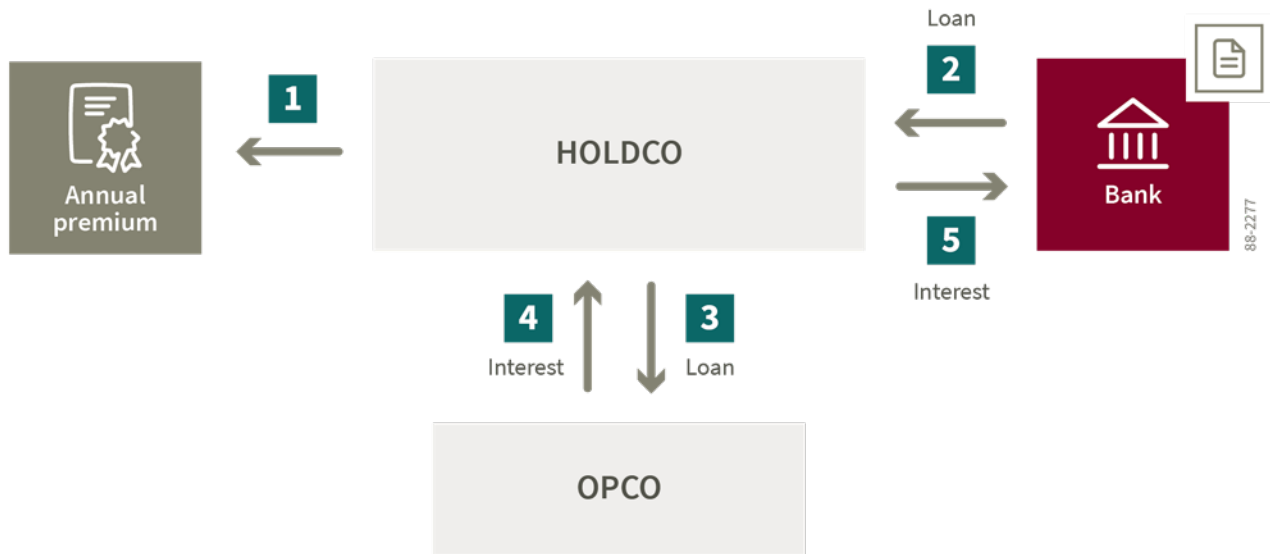 Loan
2
1
HOLDCO
Annual
premium
Bank
5
Interest
88-2277
4
3
Interest
Loan
OPCO